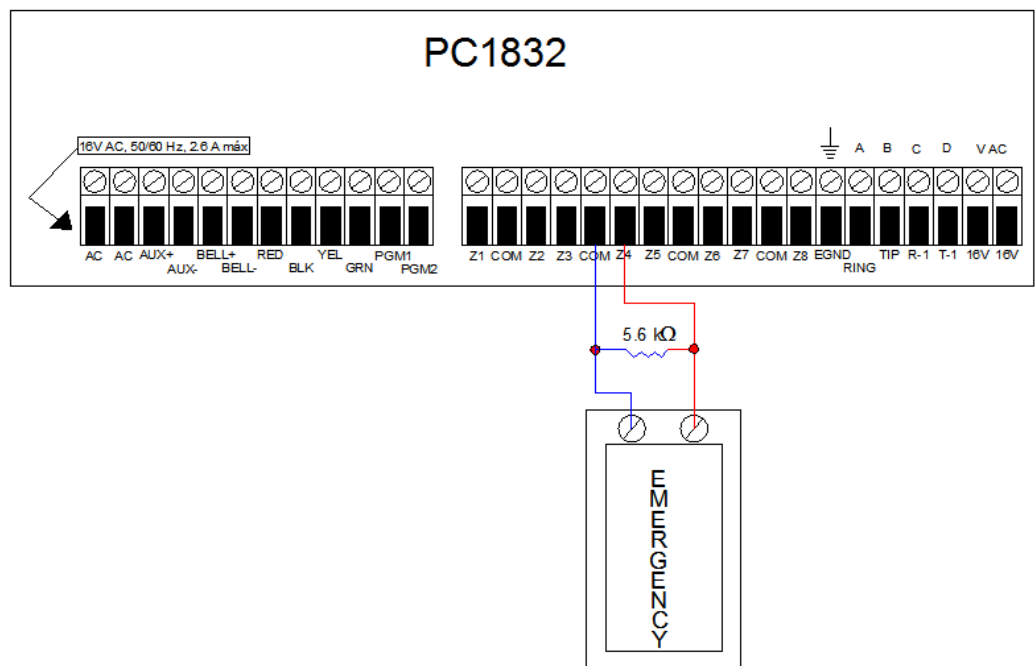 PC1832
16V AC, 50/60 Hz, 2.6 A máx
A B C D V AC
AC AC AUX+ AUX- BELL+ BELL- RED BLK YEL GRN PGM1 PGM2
Z1 COM Z2 Z3 COM Z4 Z5 COM Z6 Z7 COM Z8 EGND RING TIP R-1 T-1 16V 16V
5.6 kΩ
EMERGENCY